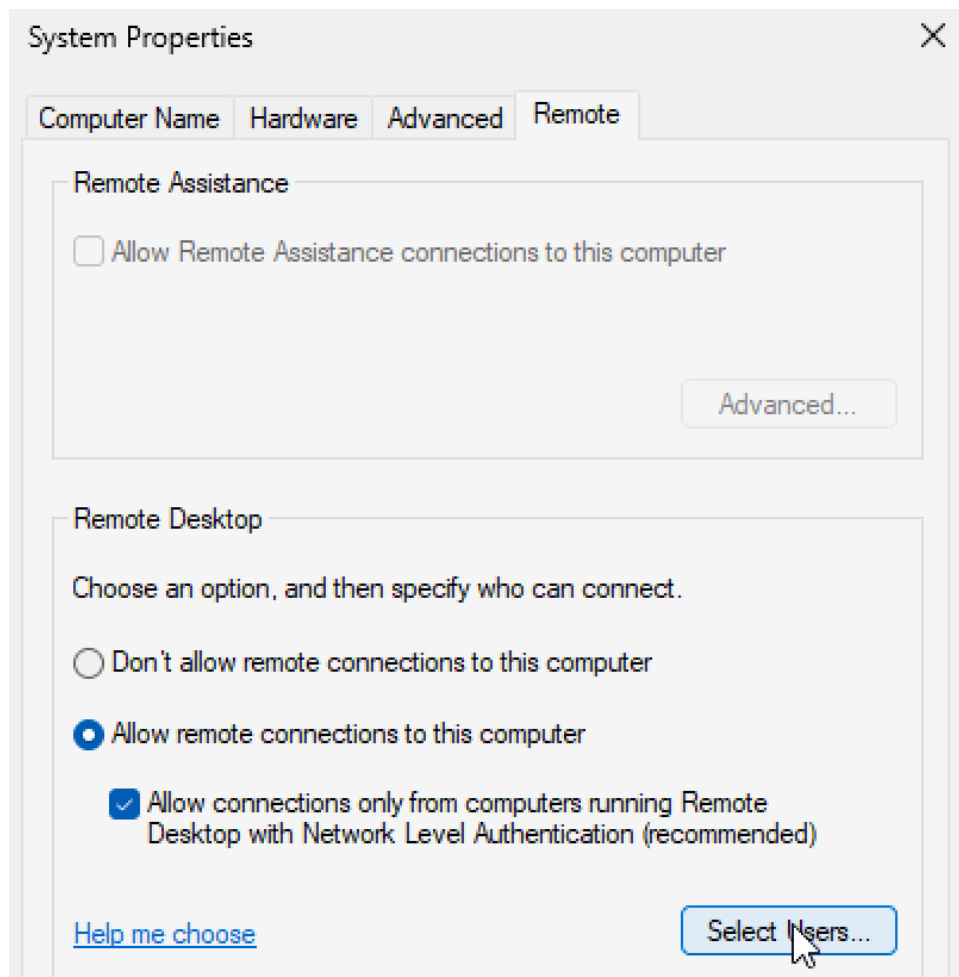 System Properties
Computer Name Hardware Advanced Remote
Remote Assistance
Allow Remote Assistance connections to this computer
Advanced...
Remote Desktop
Choose an option, and then specify who can connect.
Don't allow remote connections to this computer
Allow remote connections to this computer
Allow connections only from computers running Remote
Desktop with Network Level Authentication (recommended)
Help me choose
Select Users...